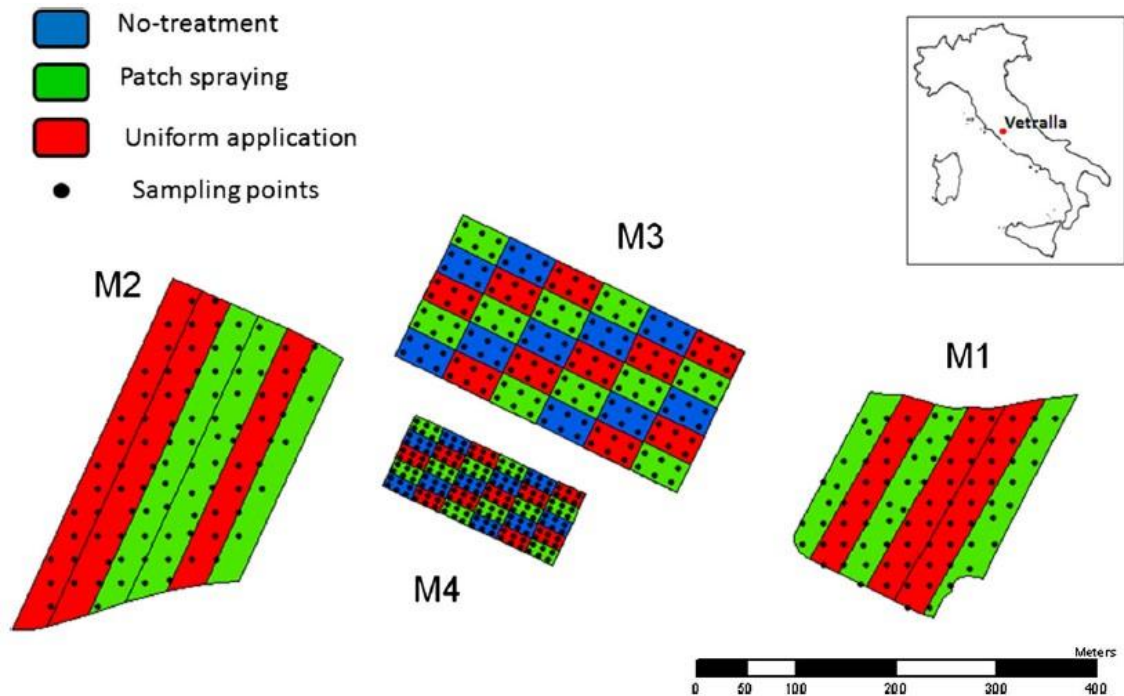 No-treatment
Patch spraying
Uniform application
Sampling points
Vetralla
M3
M2
M1
M4
Meters
0 50 100 200 300 400